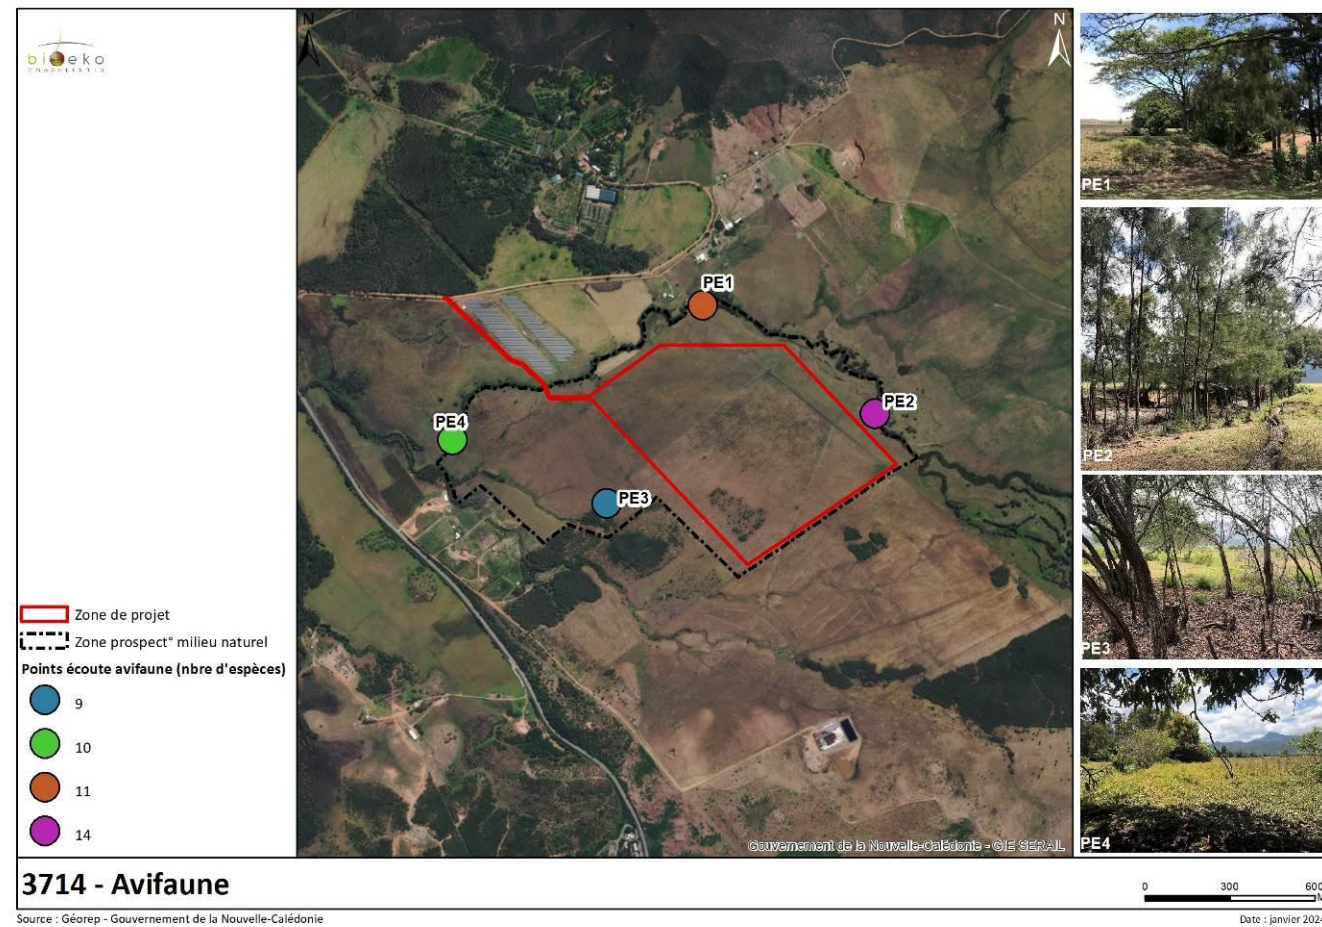 bioeko
CONSULTANTS
N
N
PE1
PE2
PE4
PE3
PE1
PE2
PE3
PE4
Zone de projet
Zone prospect° milieu naturel
Points écoute avifaune (nbre d'espèces)
9
10
11
14
Gouvernement de la Nouvelle-Calédonie - GIE SERAIL
3714 - Avifaune
0 300 600
M
Source : Géorep - Gouvernement de la Nouvelle-Calédonie
Date : janvier 2024